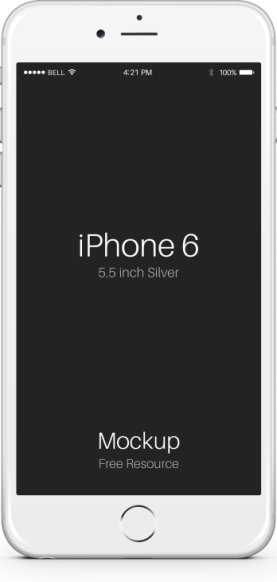 BELL 4:21 PM 100%
iPhone 6
5.5 inch Silver
Mockup
Free Resource